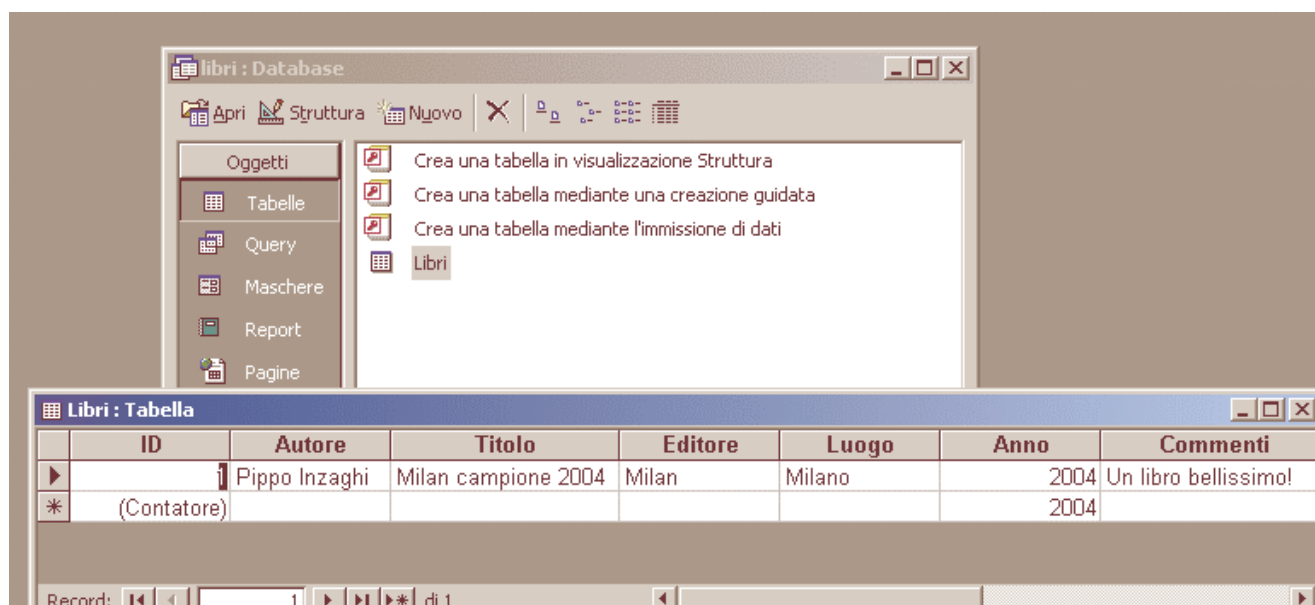 libri : Database
Apri Struttura Nuovo
Oggetti
Tabelle
Query
Maschere
Report
Pagine
Crea una tabella in visualizzazione Struttura
Crea una tabella mediante una creazione guidata
Crea una tabella mediante l'immissione di dati
Libri
Libri : Tabella
ID Autore Titolo Editore Luogo Anno Commenti
1 Pippo Inzaghi Milan campione 2004 Milan Milano 2004 Un libro bellissimo!
(Contatore) 2004
Record: 1 di 1